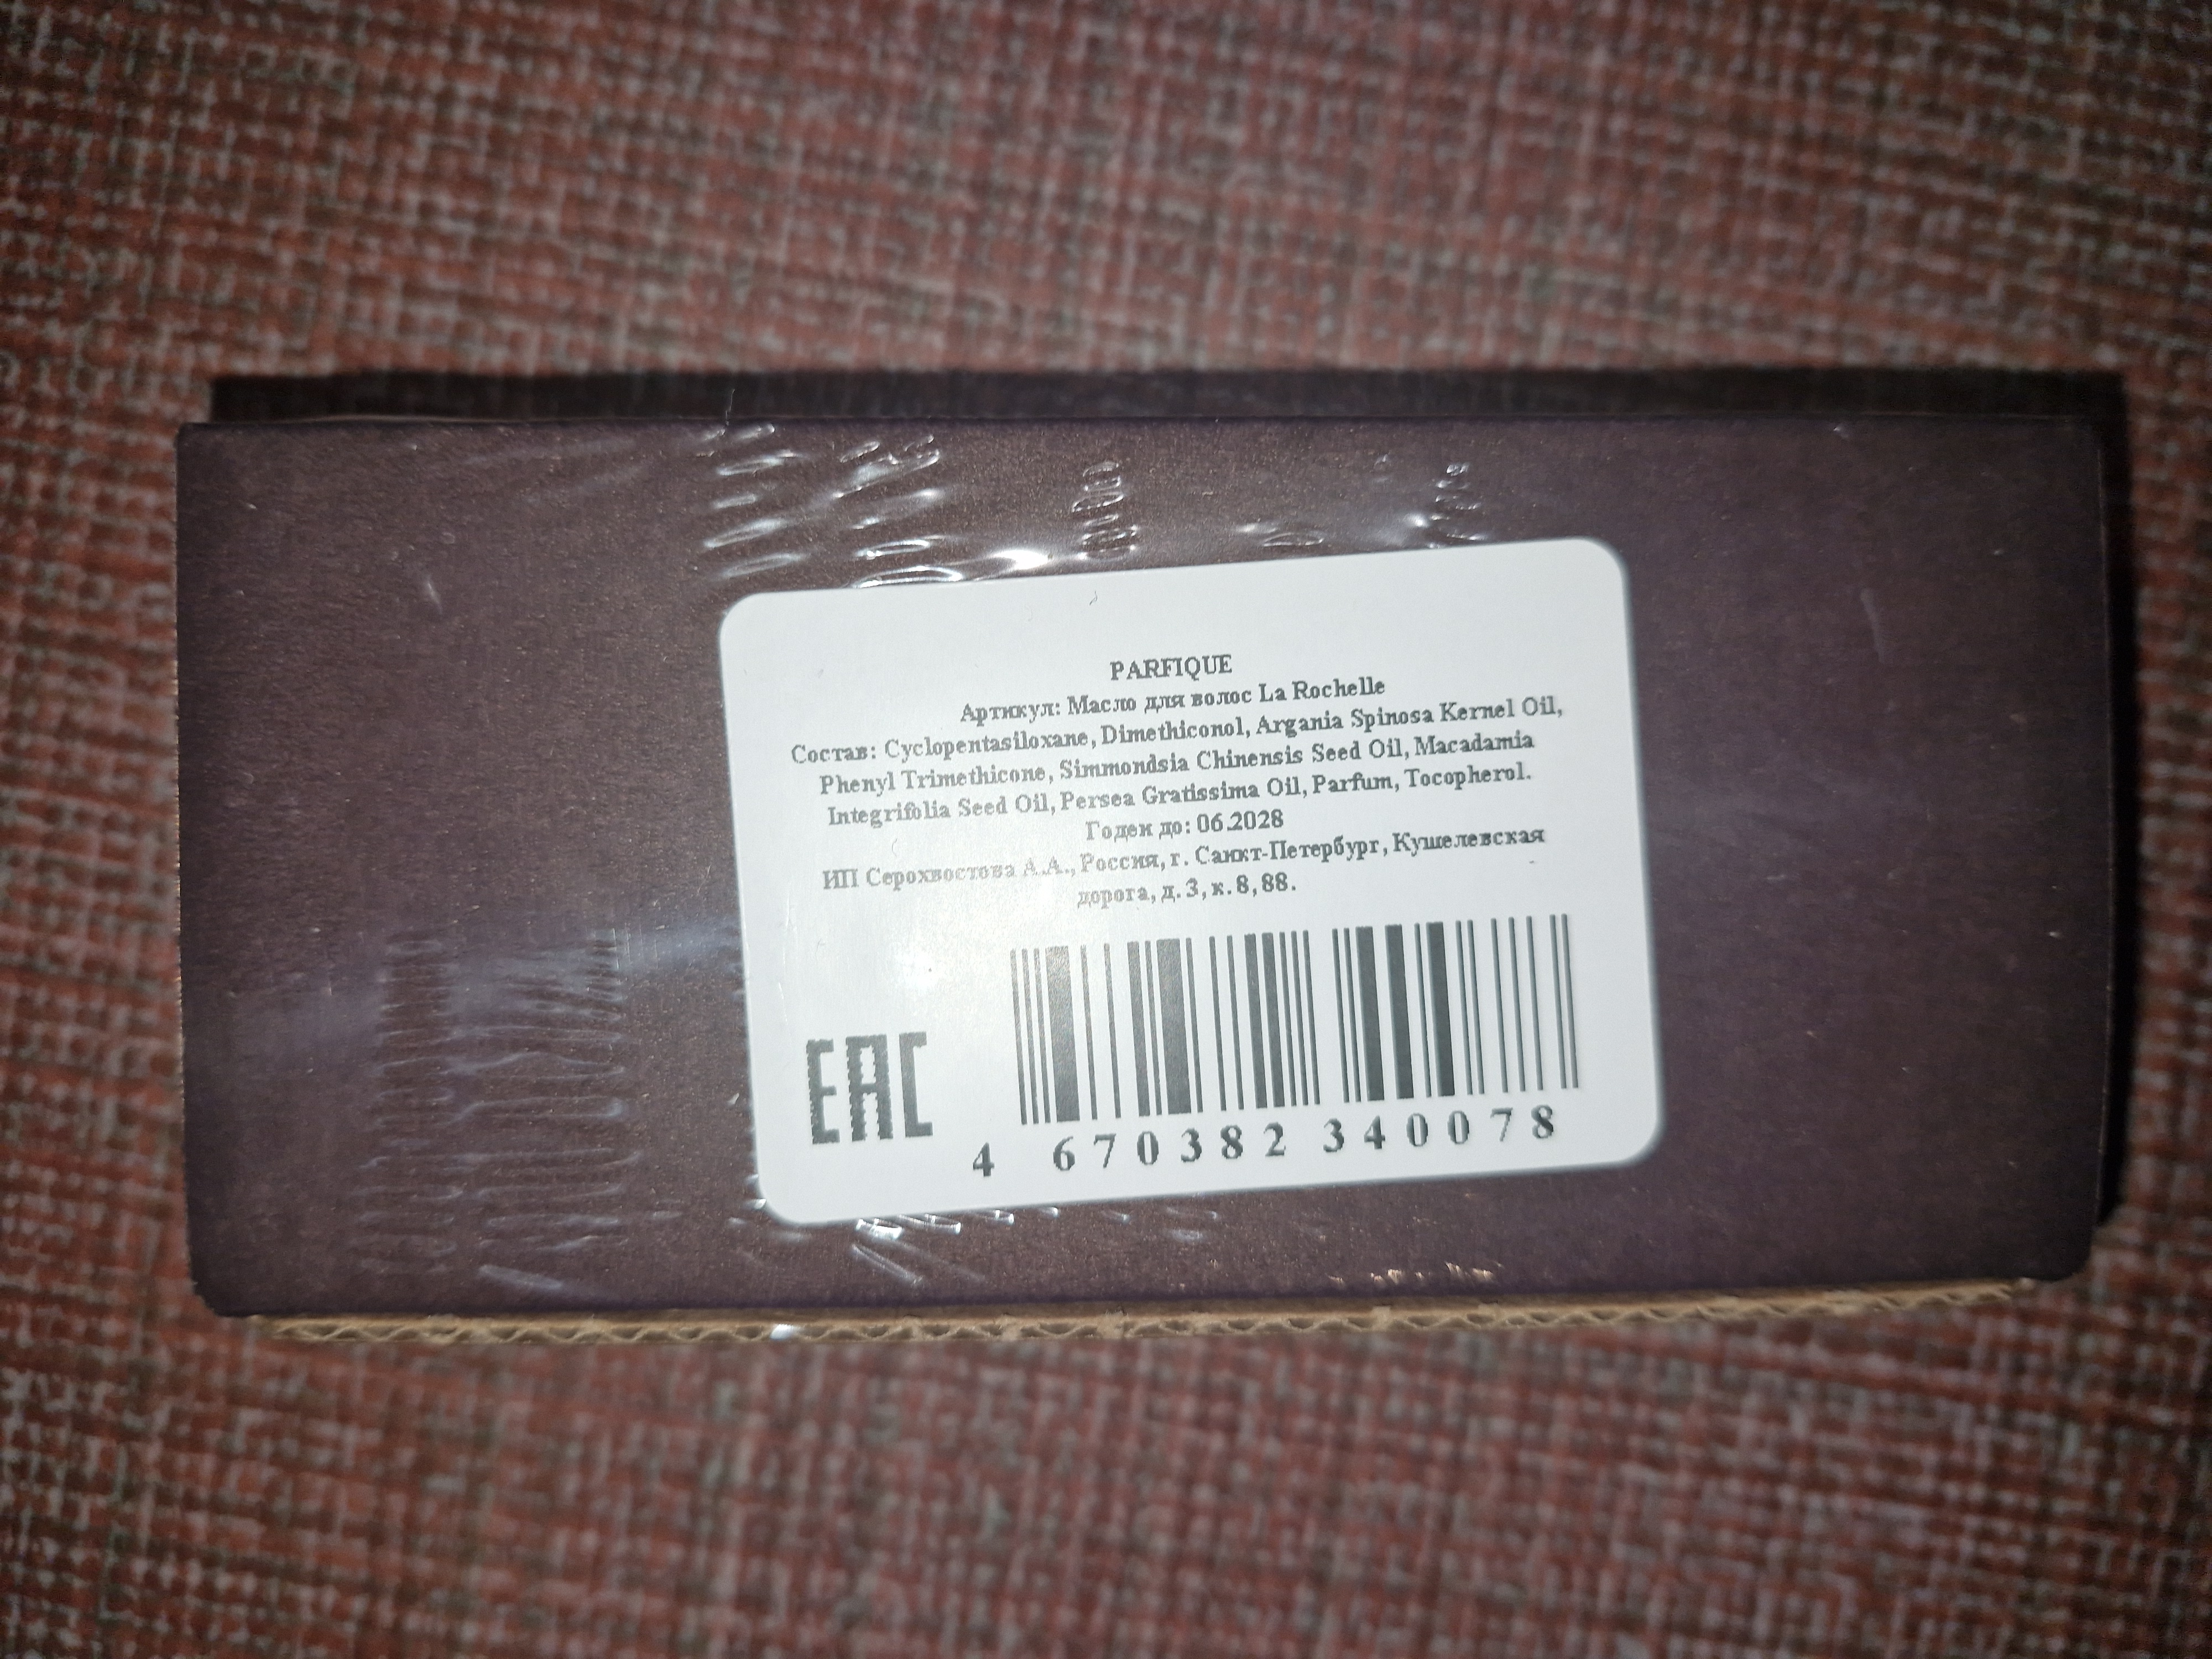 PARFIQUE
Артикул: Масло для волос La Rochelle
Состав: Cyclopentasiloxane, Dimethiconol, Argania Spinosa Kernel Oil,
Phenyl Trimethicone, Simmondsia Chinensis Seed Oil, Macadamia
Integrifolia Seed Oil, Persea Gratissima Oil, Parfum, Tocopherol.
Годен до: 06.2028
ИП Серохвостова А.А., Россия, г. Санкт-Петербург, Кушелевская
дорога, д. 3, к. 8, 88.
EAC
4 670382 340078